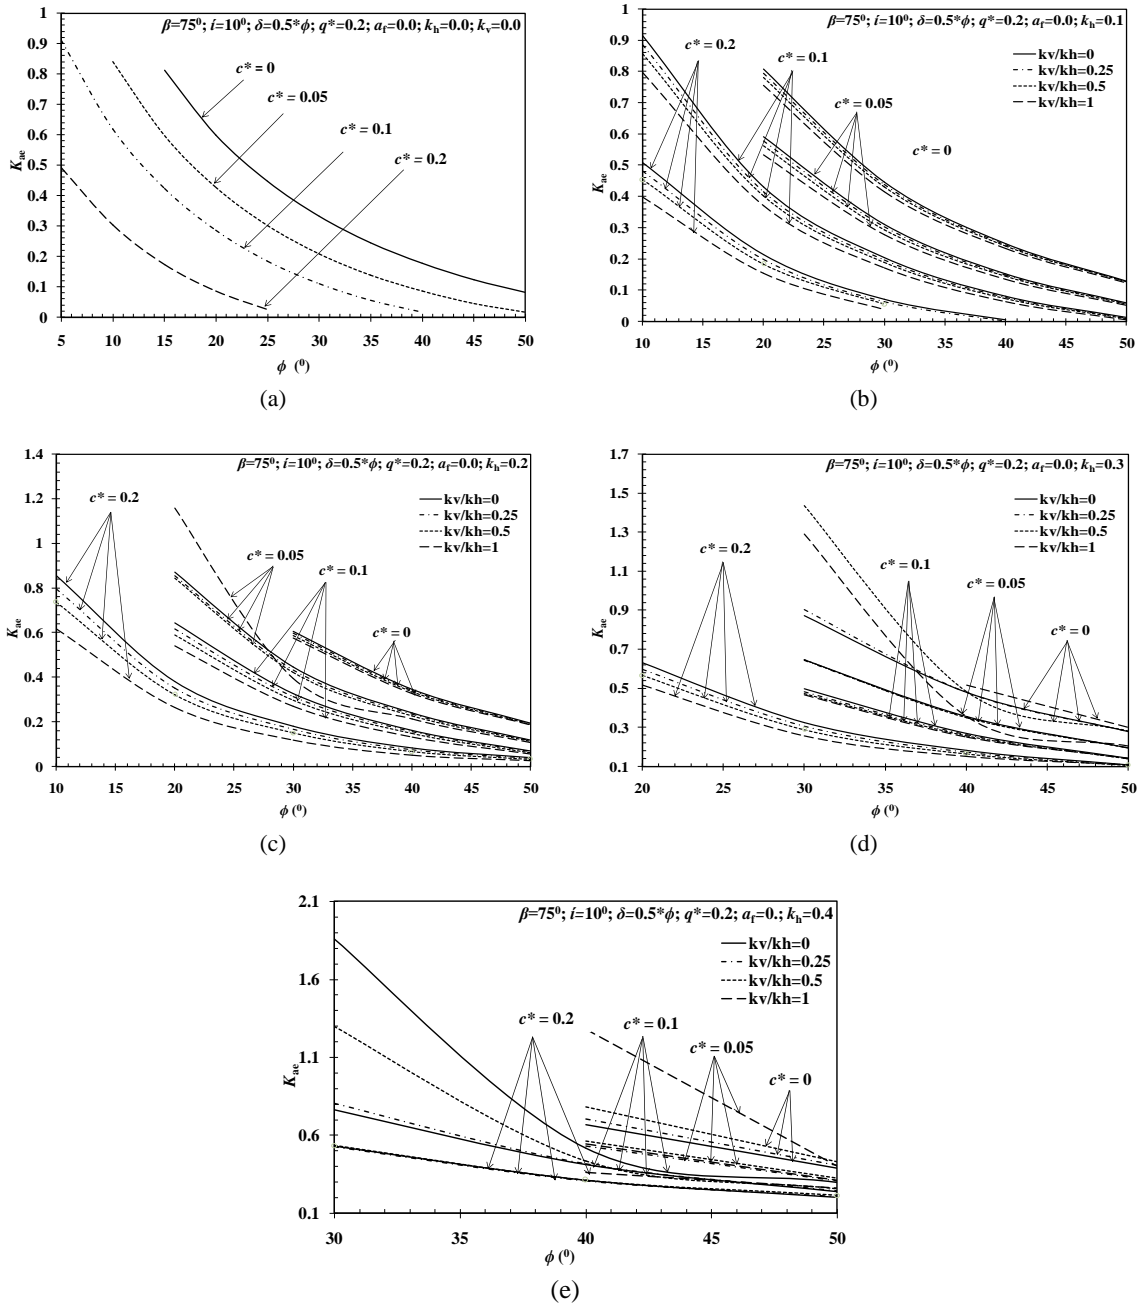 β=75⁰; i=10⁰; δ=0.5*ϕ; q*=0.2; a_f=0.0; k_h=0.0; k_v=0.0
1
0.9
0.8
0.7
0.6
0.5
0.4
0.3
0.2
0.1
0
K_ae
c* = 0
c* = 0.05
c* = 0.1
c* = 0.2
5 10 15 20 25 30 35 40 45 50
ϕ (⁰)
(a)
β=75⁰; i=10⁰; δ=0.5*ϕ; q*=0.2; a_f=0.0; k_h=0.1
1
0.9
0.8
0.7
0.6
0.5
0.4
0.3
0.2
0.1
0
K_ae
c* = 0.2
c* = 0.1
c* = 0.05
c* = 0
kv/kh=0
kv/kh=0.25
kv/kh=0.5
kv/kh=1
10 15 20 25 30 35 40 45 50
ϕ (⁰)
(b)
β=75⁰; i=10⁰; δ=0.5*ϕ; q*=0.2; a_f=0.0; k_h=0.2
1.4
1.2
1
0.8
0.6
0.4
0.2
0
K_ae
c* = 0.2
c* = 0.05
c* = 0.1
c* = 0
kv/kh=0
kv/kh=0.25
kv/kh=0.5
kv/kh=1
10 15 20 25 30 35 40 45 50
ϕ (⁰)
(c)
β=75⁰; i=10⁰; δ=0.5*ϕ; q*=0.2; a_f=0.0; k_h=0.3
1.7
1.5
1.3
1.1
0.9
0.7
0.5
0.3
0.1
K_ae
c* = 0.2
c* = 0.1
c* = 0.05
c* = 0
kv/kh=0
kv/kh=0.25
kv/kh=0.5
kv/kh=1
20 25 30 35 40 45 50
ϕ (⁰)
(d)
β=75⁰; i=10⁰; δ=0.5*ϕ; q*=0.2; a_f=0.; k_h=0.4
2.1
1.6
1.1
0.6
0.1
K_ae
c* = 0.2
c* = 0.1
c* = 0.05
c* = 0
kv/kh=0
kv/kh=0.25
kv/kh=0.5
kv/kh=1
30 35 40 45 50
ϕ (⁰)
(e)